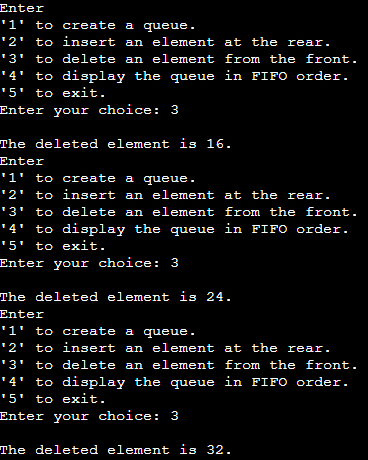 Enter
'1' to create a queue.
'2' to insert an element at the rear.
'3' to delete an element from the front.
'4' to display the queue in FIFO order.
'5' to exit.
Enter your choice: 3
The deleted element is 16.
Enter
'1' to create a queue.
'2' to insert an element at the rear.
'3' to delete an element from the front.
'4' to display the queue in FIFO order.
'5' to exit.
Enter your choice: 3
The deleted element is 24.
Enter
'1' to create a queue.
'2' to insert an element at the rear.
'3' to delete an element from the front.
'4' to display the queue in FIFO order.
'5' to exit.
Enter your choice: 3
The deleted element is 32.